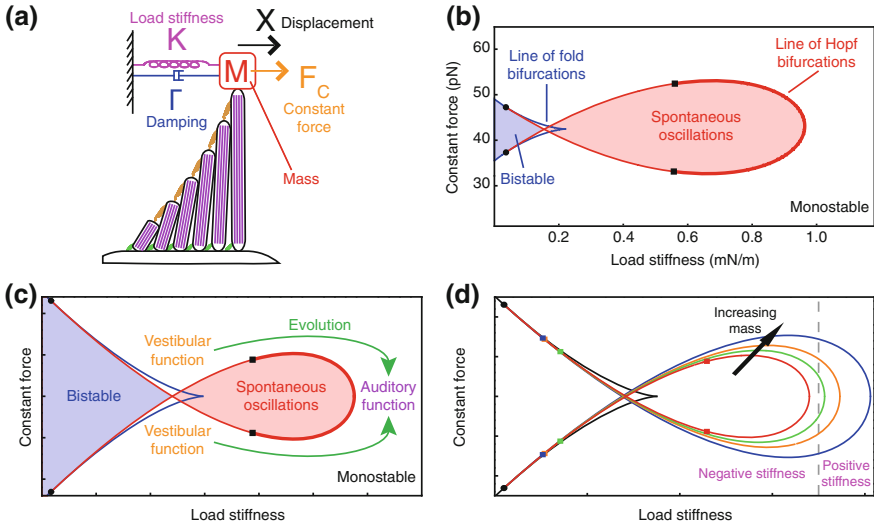 (a)
Load stiffness
K
X Displacement
M
F_C
Constant
force
Γ
Damping
Mass
(b)
Constant force (pN)
60
50
40
30
Line of fold
bifurcations
Line of Hopf
bifurcations
Spontaneous
oscillations
Bistable
Monostable
0.2
0.4
0.6
0.8
1.0
Load stiffness (mN/m)
(c)
Constant force
Vestibular
function
Evolution
Bistable
Spontaneous
oscillations
Auditory
function
Vestibular
function
Monostable
Load stiffness
(d)
Constant force
Increasing
mass
Negative stiffness
Positive
stiffness
Load stiffness